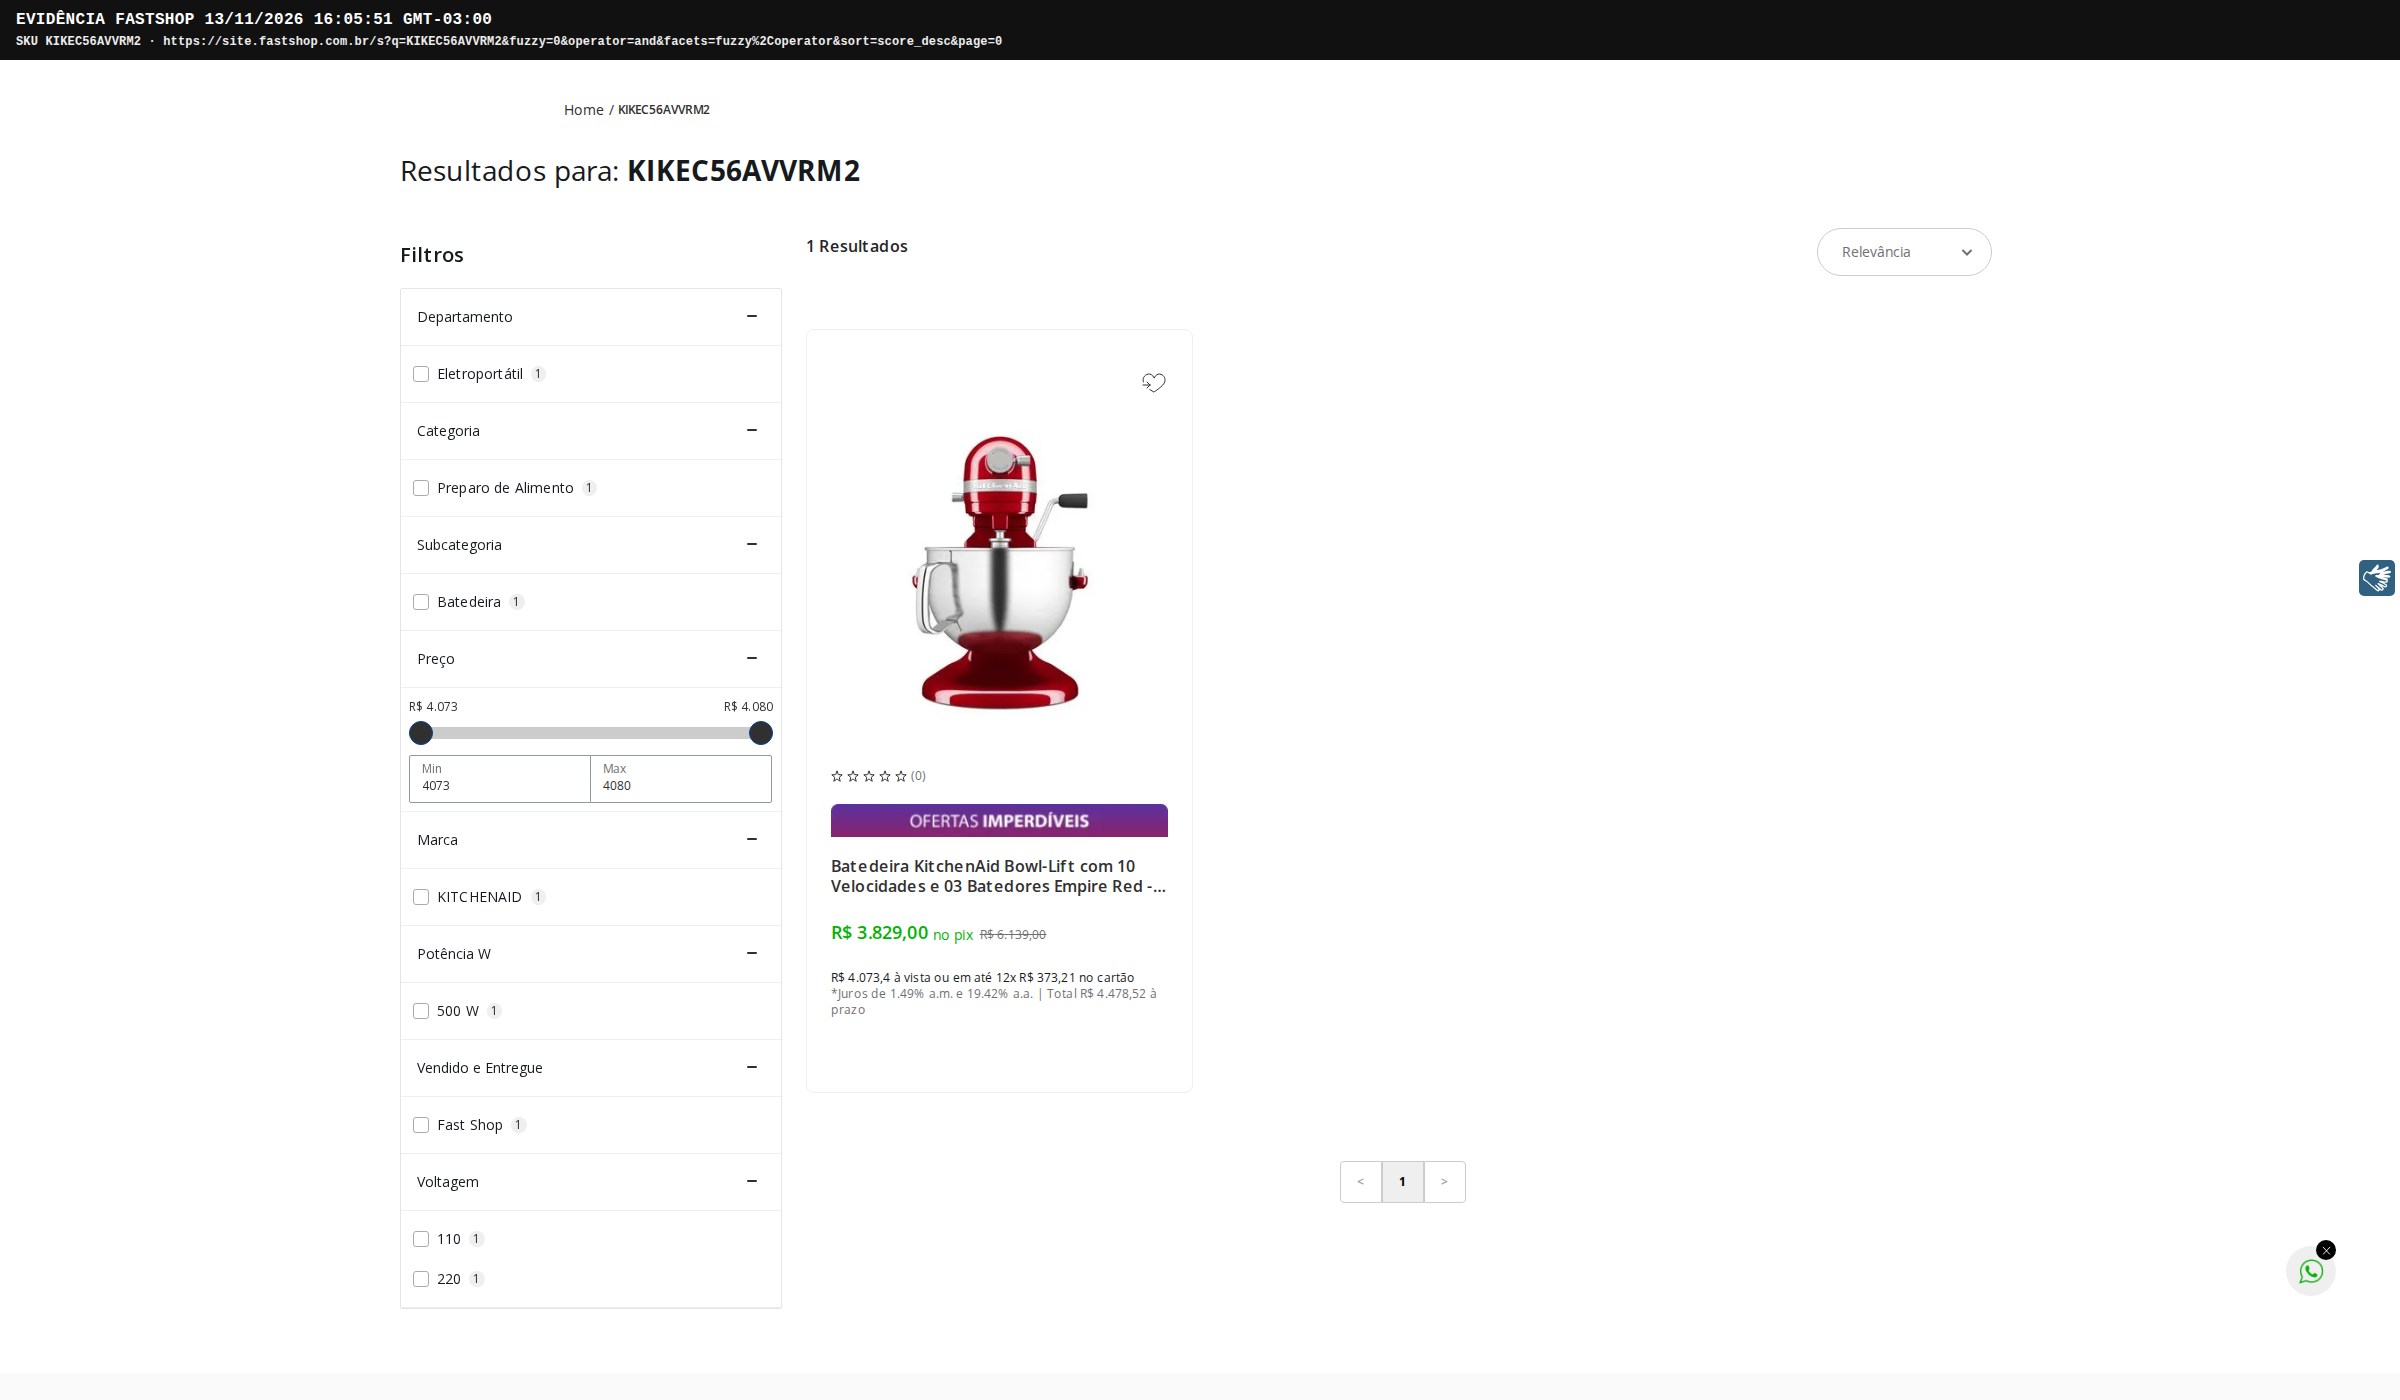 EVIDÊNCIA FASTSHOP 13/11/2026 16:05:51 GMT-03:00
SKU KIKEC56AVVRM2 · https://site.fastshop.com.br/s?q=KIKEC56AVVRM2&fuzzy=0&operator=and&facets=fuzzy%2Coperator&sort=score_desc&page=0
Home / KIKEC56AVVRM2
Resultados para: KIKEC56AVVRM2
Filtros
Departamento
Eletroportátil 1
Categoria
Preparo de Alimento 1
Subcategoria
Batedeira 1
Preço
R$ 4.073 R$ 4.080
Min Max
4073 4080
Marca
KITCHENAID 1
Potência W
500 W 1
Vendido e Entregue
Fast Shop 1
Voltagem
110 1
220 1
1 Resultados
Relevância
KitchenAid
(0)
OFERTAS IMPERDÍVEIS
Batedeira KitchenAid Bowl-Lift com 10
Velocidades e 03 Batedores Empire Red -...
R$ 3.829,00 no pix R$ 6.139,00
R$ 4.073,4 à vista ou em até 12x R$ 373,21 no cartão
*Juros de 1.49% a.m. e 19.42% a.a. | Total R$ 4.478,52 à
prazo
< 1 >